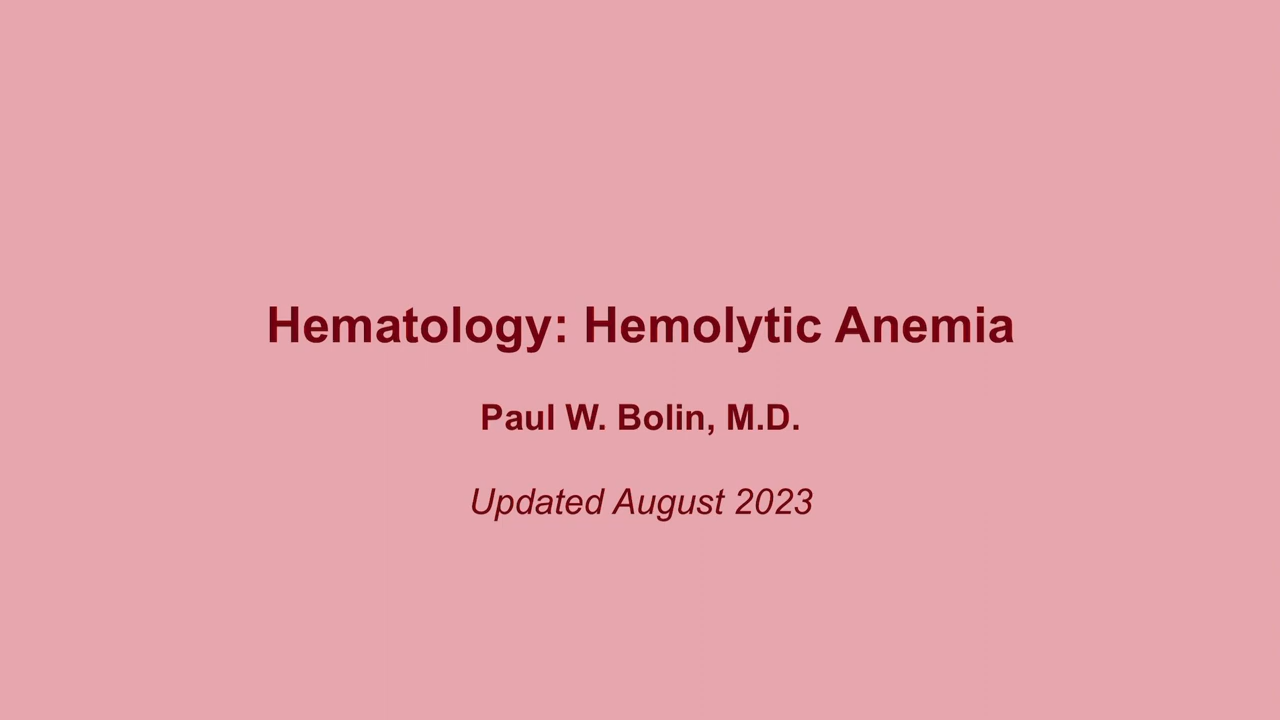 Hematology: Hemolytic Anemia
Paul W. Bolin, M.D.
Updated August 2023